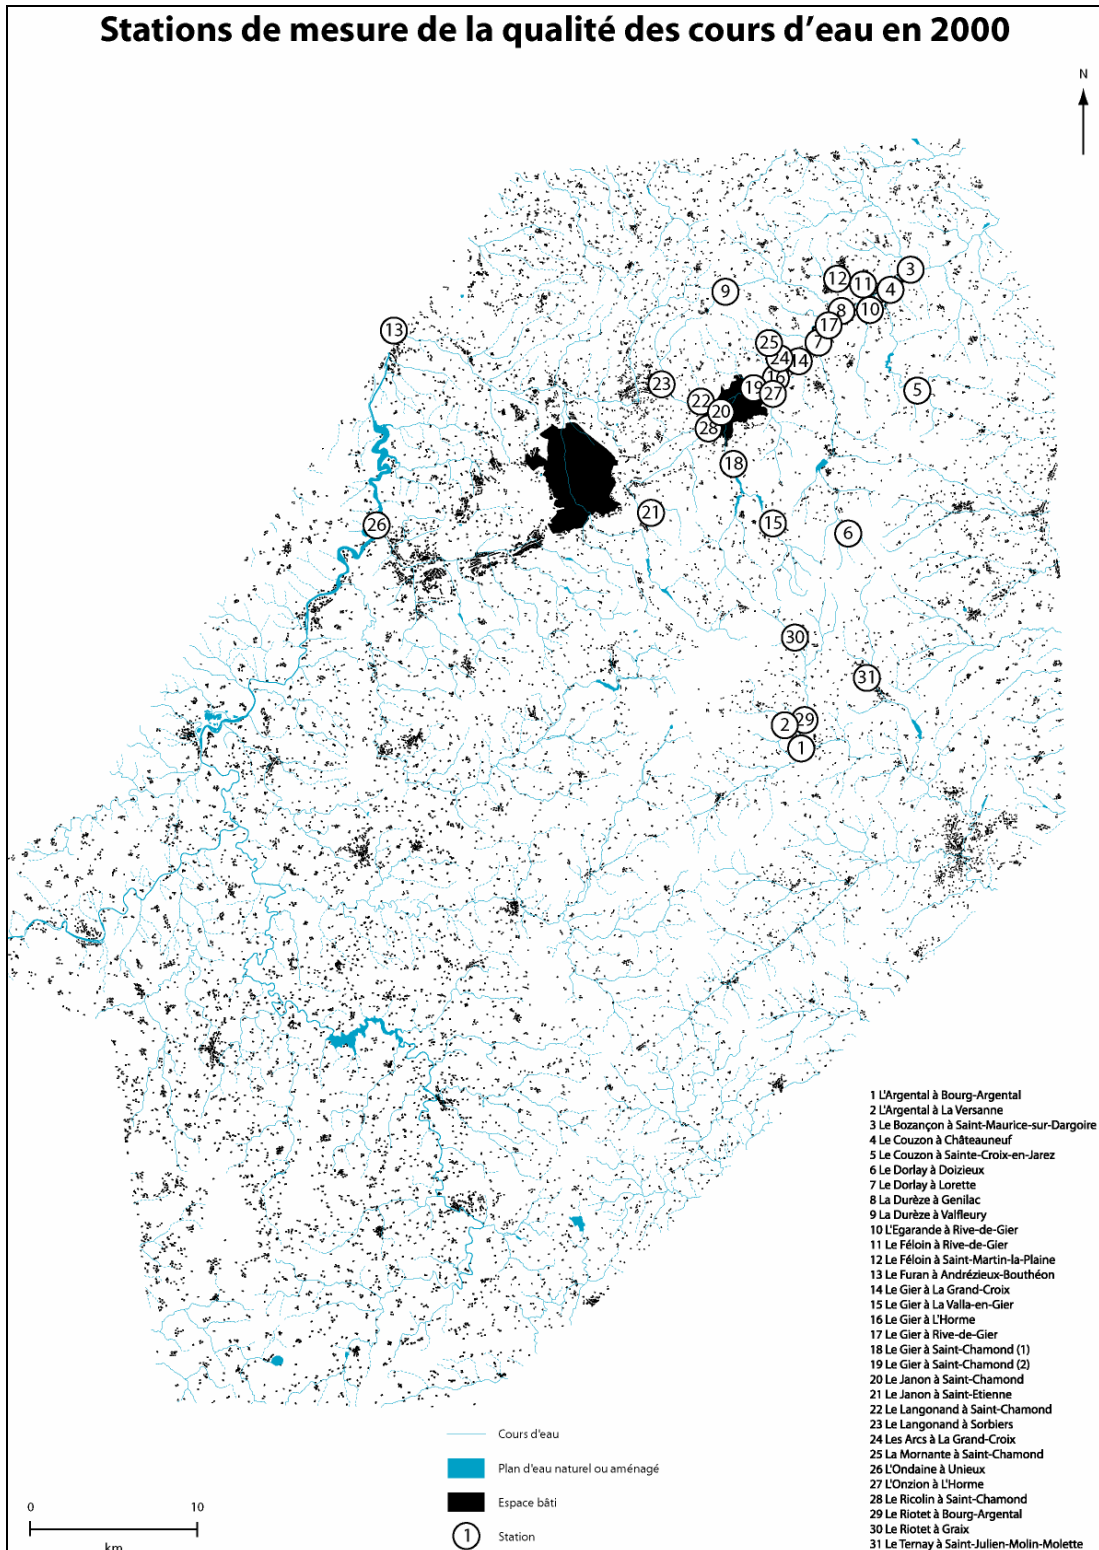 Stations de mesure de la qualité des cours d'eau en 2000
N
3
12
11
4
9
8
10
17
13
7
25
24
14
16
23
19
27
5
22
20
28
18
21
15
26
6
30
31
29
2
1
1 L'Argental à Bourg-Argental
2 L'Argental à La Versanne
3 Le Bozançon à Saint-Maurice-sur-Dargoire
4 Le Couzon à Châteauneuf
5 Le Couzon à Sainte-Croix-en-Jarez
6 Le Dorlay à Doizieux
7 Le Dorlay à Lorette
8 La Durèze à Genilac
9 La Durèze à Valfleury
10 L'Egarande à Rive-de-Gier
11 Le Féloin à Rive-de-Gier
12 Le Féloin à Saint-Martin-la-Plaine
13 Le Furan à Andrézieux-Bouthéon
14 Le Gier à La Grand-Croix
15 Le Gier à La Valla-en-Gier
16 Le Gier à L'Horme
17 Le Gier à Rive-de-Gier
18 Le Gier à Saint-Chamond (1)
19 Le Gier à Saint-Chamond (2)
20 Le Janon à Saint-Chamond
21 Le Janon à Saint-Etienne
22 Le Langonand à Saint-Chamond
23 Le Langonand à Sorbiers
24 Les Arcs à La Grand-Croix
25 La Mornante à Saint-Chamond
26 L'Ondaine à Unieux
27 L'Onzion à L'Horme
28 Le Ricolin à Saint-Chamond
29 Le Riotet à Bourg-Argental
30 Le Riotet à Graix
31 Le Ternay à Saint-Julien-Molin-Molette
Cours d'eau
Plan d'eau naturel ou aménagé
Espace bâti
1 Station
0 10
km